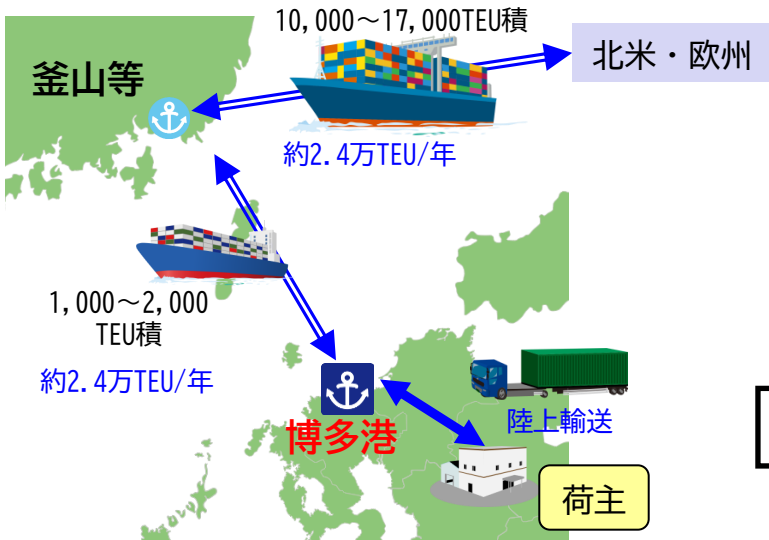 10,000～17,000TEU積
北米・欧州
釜山等
約2.4万TEU/年
1,000～2,000
TEU積
約2.4万TEU/年
陸上輸送
博多港
荷主